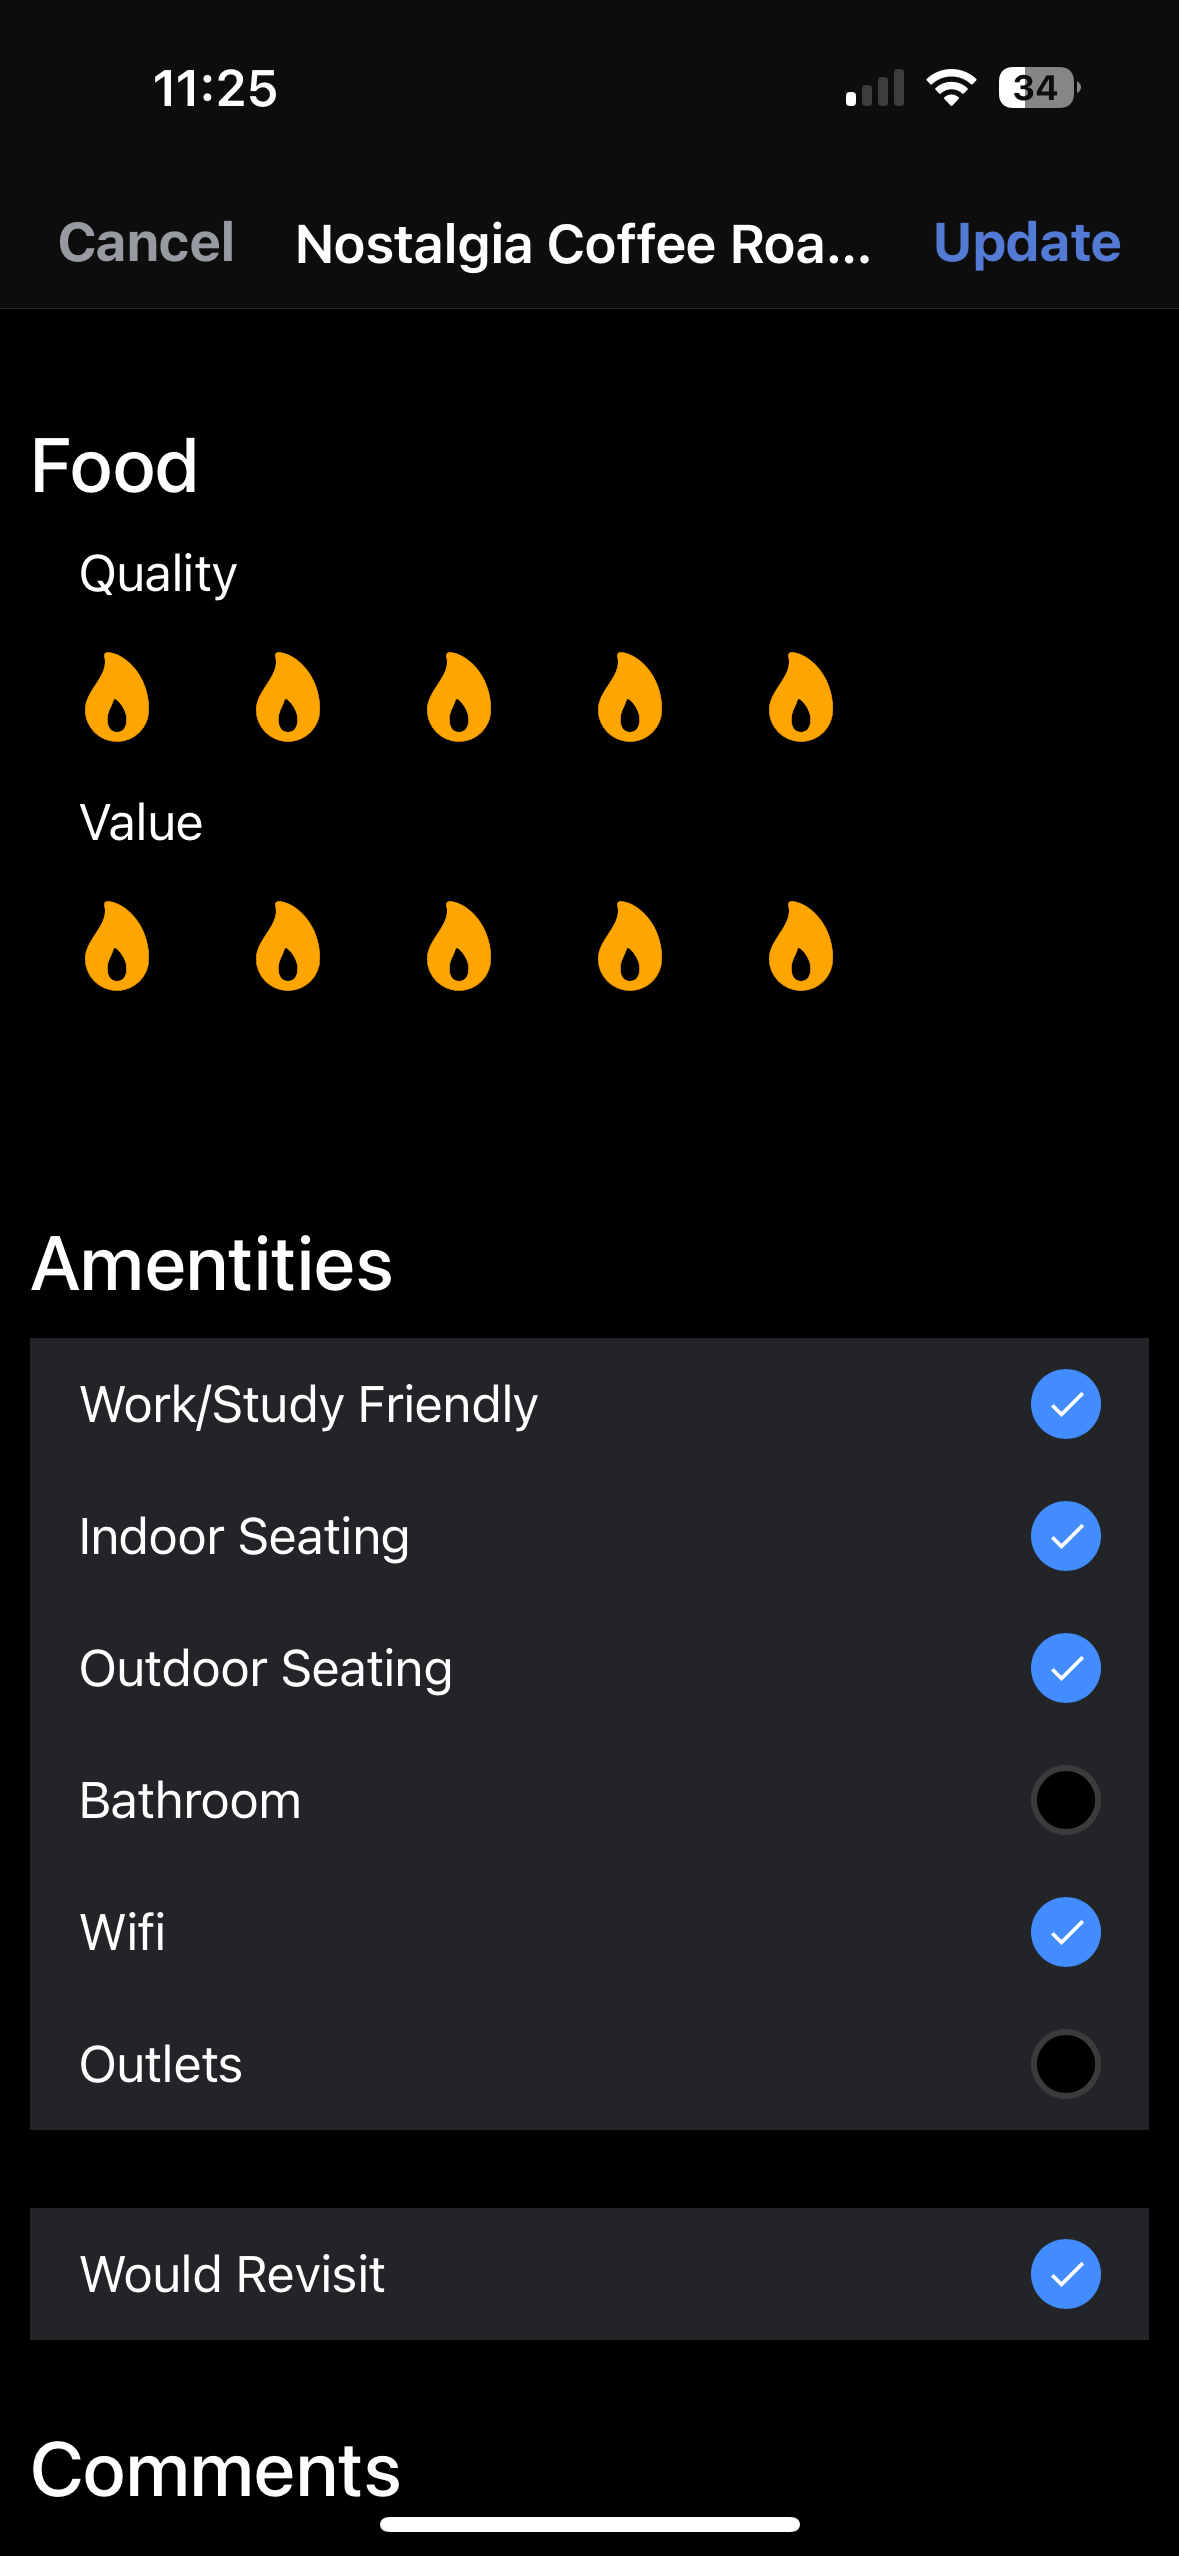 11:25
34
Cancel
Nostalgia Coffee Roa...
Update
Food
Quality
Value
Amentities
Work/Study Friendly
Indoor Seating
Outdoor Seating
Bathroom
Wifi
Outlets
Would Revisit
Comments